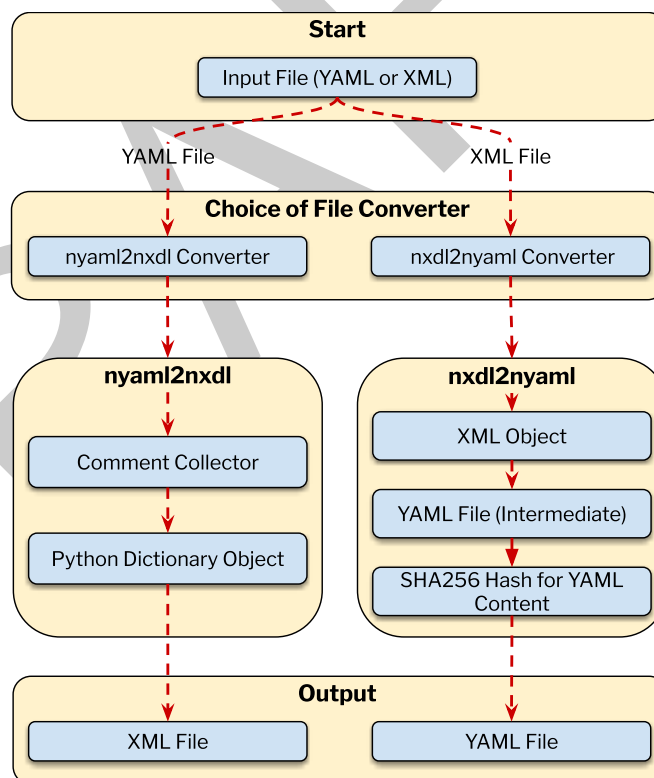 Start
Input File (YAML or XML)
YAML File
XML File
Choice of File Converter
nyaml2nxdl Converter
nxdl2nyaml Converter
nyaml2nxdl
Comment Collector
Python Dictionary Object
nxdl2nyaml
XML Object
YAML File (Intermediate)
SHA256 Hash for YAML
Content
Output
XML File
YAML File